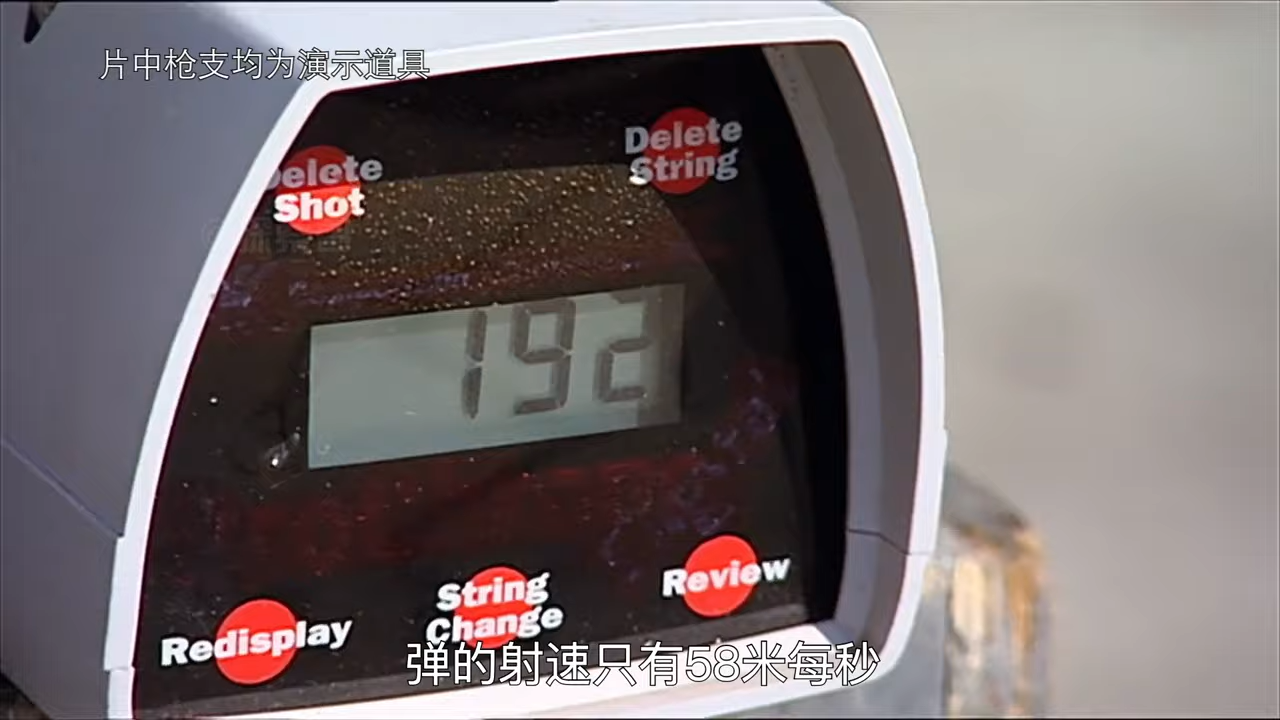 片中枪支均为演示道具
Delete
String
Delete
Shot
192
String
Change
Review
Redisplay
弹的射速只有58米每秒